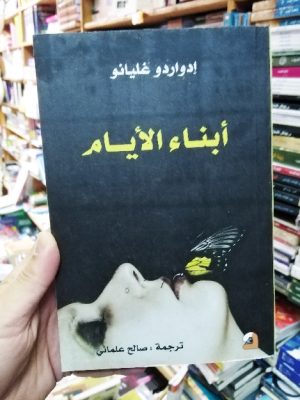 إدواردو غليانو
أبناء الأيام
ترجمة : صالح علماني